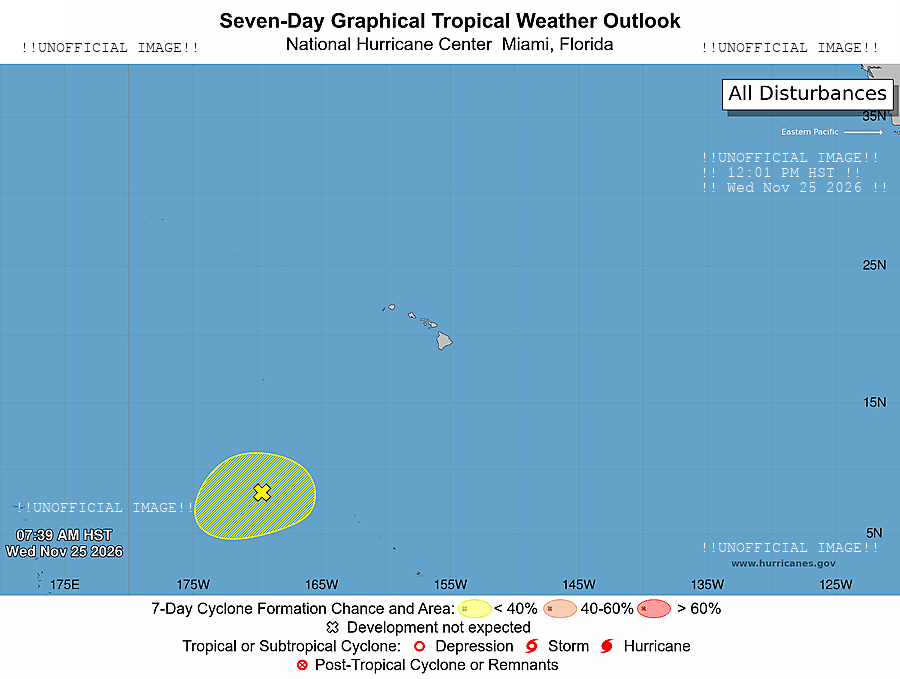 Seven-Day Graphical Tropical Weather Outlook
National Hurricane Center Miami, Florida
!!UNOFFICIAL IMAGE!!
!!UNOFFICIAL IMAGE!!
All Disturbances
35N
Eastern Pacific
!!UNOFFICIAL IMAGE!!
!! 12:01 PM HST !!
!! Wed Nov 25 2026 !!
25N
15N
!!UNOFFICIAL IMAGE!!
07:39 AM HST
Wed Nov 25 2026
5N
!!UNOFFICIAL IMAGE!!
www.hurricanes.gov
175E 175W 165W 155W 145W 135W 125W
7-Day Cyclone Formation Chance and Area: < 40% 40-60% > 60%
Development not expected
Tropical or Subtropical Cyclone: Depression Storm Hurricane
Post-Tropical Cyclone or Remnants